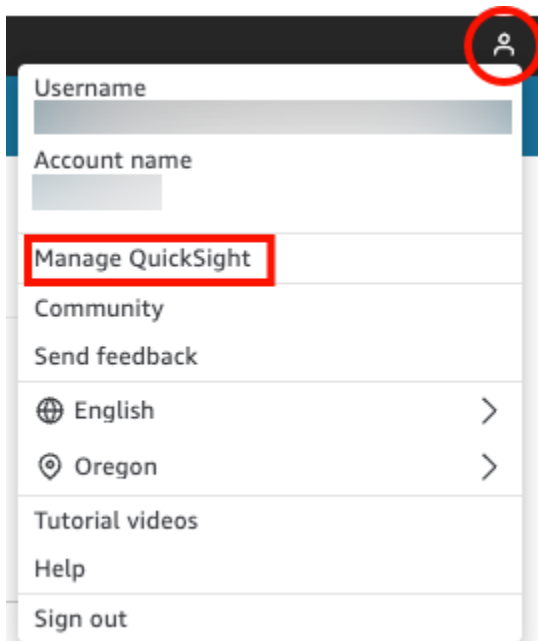 Username
Account name
Manage QuickSight
Community
Send feedback
English
Oregon
Tutorial videos
Help
Sign out